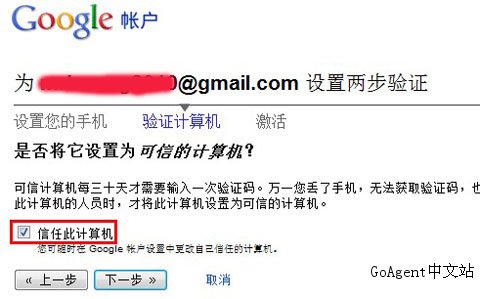 Google 帐户
为 0@gmail.com 设置两步验证
设置您的手机 验证计算机 激活
是否将它设置为可信的计算机？
可信计算机每三十天才需要输入一次验证码。万一您丢了手机，无法获取验证码，也
此计算机的人员时，才将此计算机设置为可信的计算机。
信任此计算机
您可随时在 Google 帐户设置中更改自己信任的计算机。
« 上一步 下一步 » 取消
GoAgent中文站